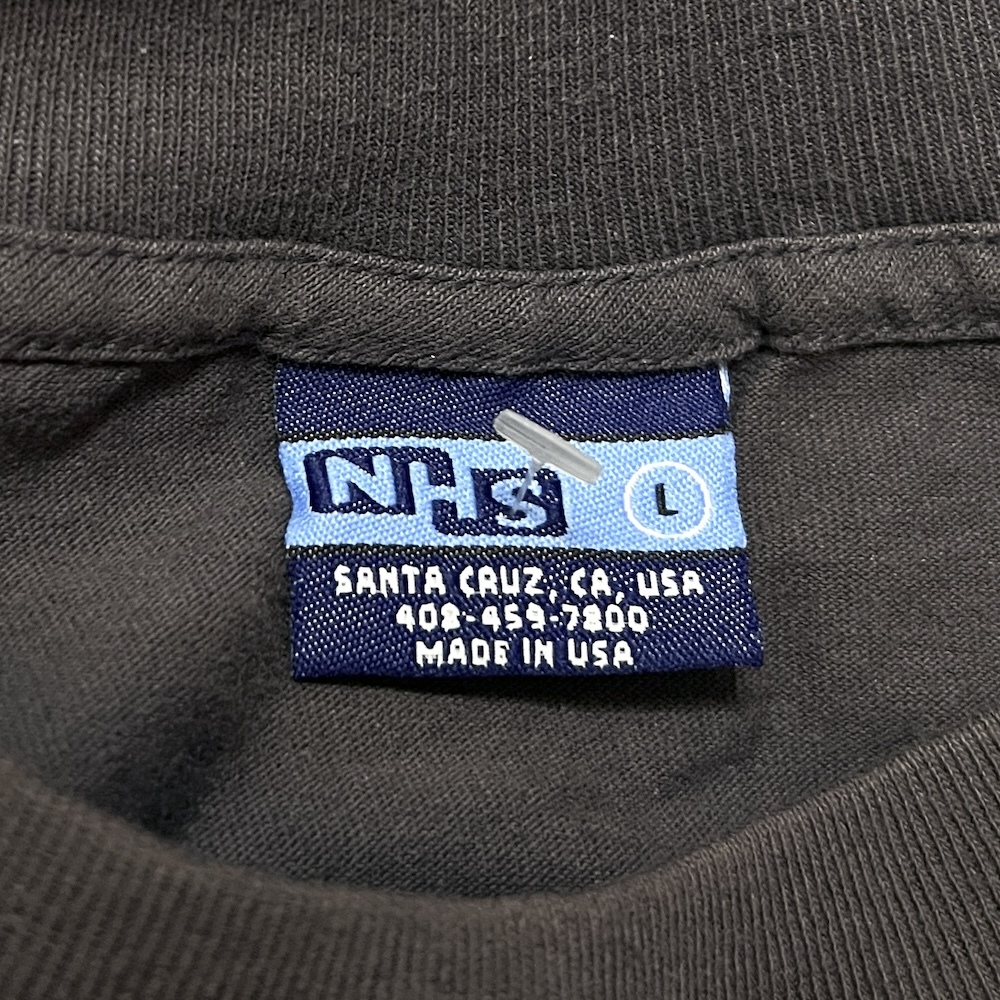 NHS L
SANTA CRUZ, CA, USA
408-459-7800
MADE IN USA